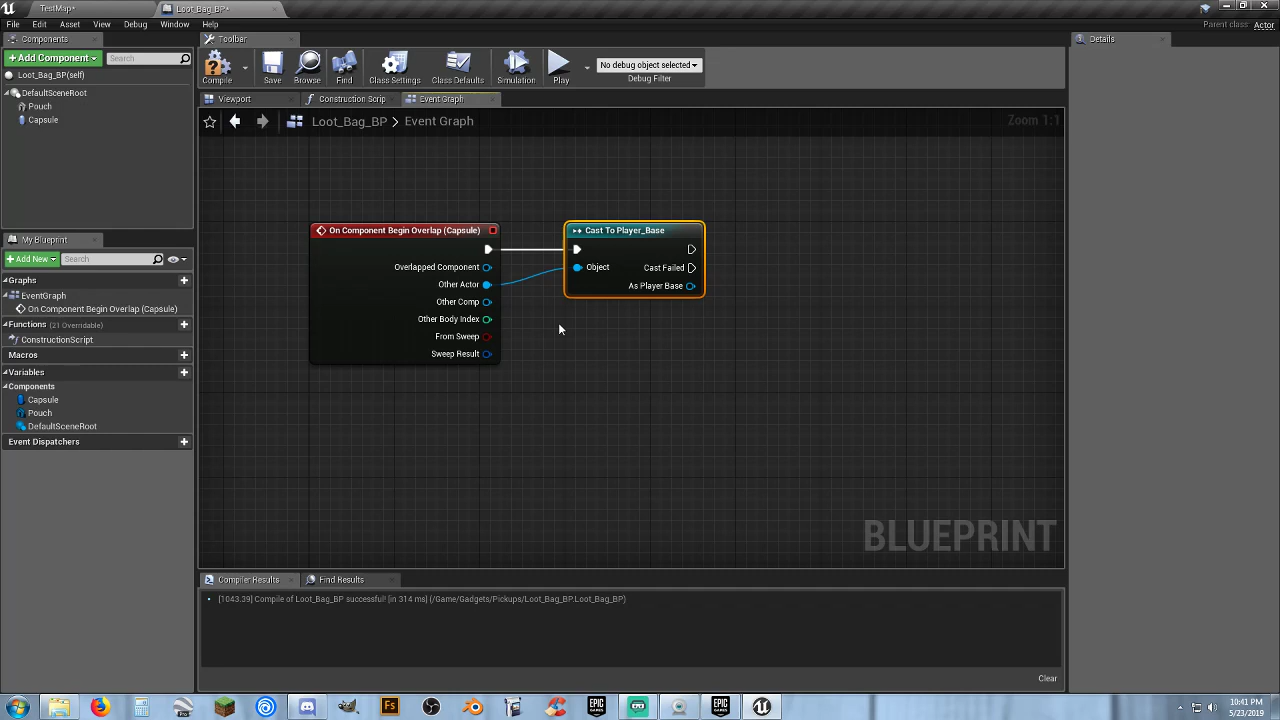 TestMap*
Loot_Bag_BP*
File Edit Asset View Debug Window Help
Parent class: Actor
Components
Toolbar
Details
+Add Component
Search
Loot_Bag_BP(self)
DefaultSceneRoot
Pouch
Capsule
Compile
Save
Browse
Find
Class Settings
Class Defaults
Simulation
Play
No debug object selected
Debug Filter
Viewport
Construction Scrip
Event Graph
Loot_Bag_BP > Event Graph
Zoom 1:1
My Blueprint
+Add New
Search
Graphs
EventGraph
On Component Begin Overlap (Capsule)
Functions (21 Overridable)
ConstructionScript
Macros
Variables
Components
Capsule
Pouch
DefaultSceneRoot
Event Dispatchers
On Component Begin Overlap (Capsule)
Overlapped Component
Other Actor
Other Comp
Other Body Index
From Sweep
Sweep Result
Cast To Player_Base
Object
Cast Failed
As Player Base
BLUEPRINT
Compiler Results
Find Results
[1043.39] Compile of Loot_Bag_BP successful! [in 314 ms] (/Game/Gadgets/Pickups/Loot_Bag_BP.Loot_Bag_BP)
Clear
Pro
Fs
EPIC GAMES
EPIC GAMES
10:41 PM
5/23/2019